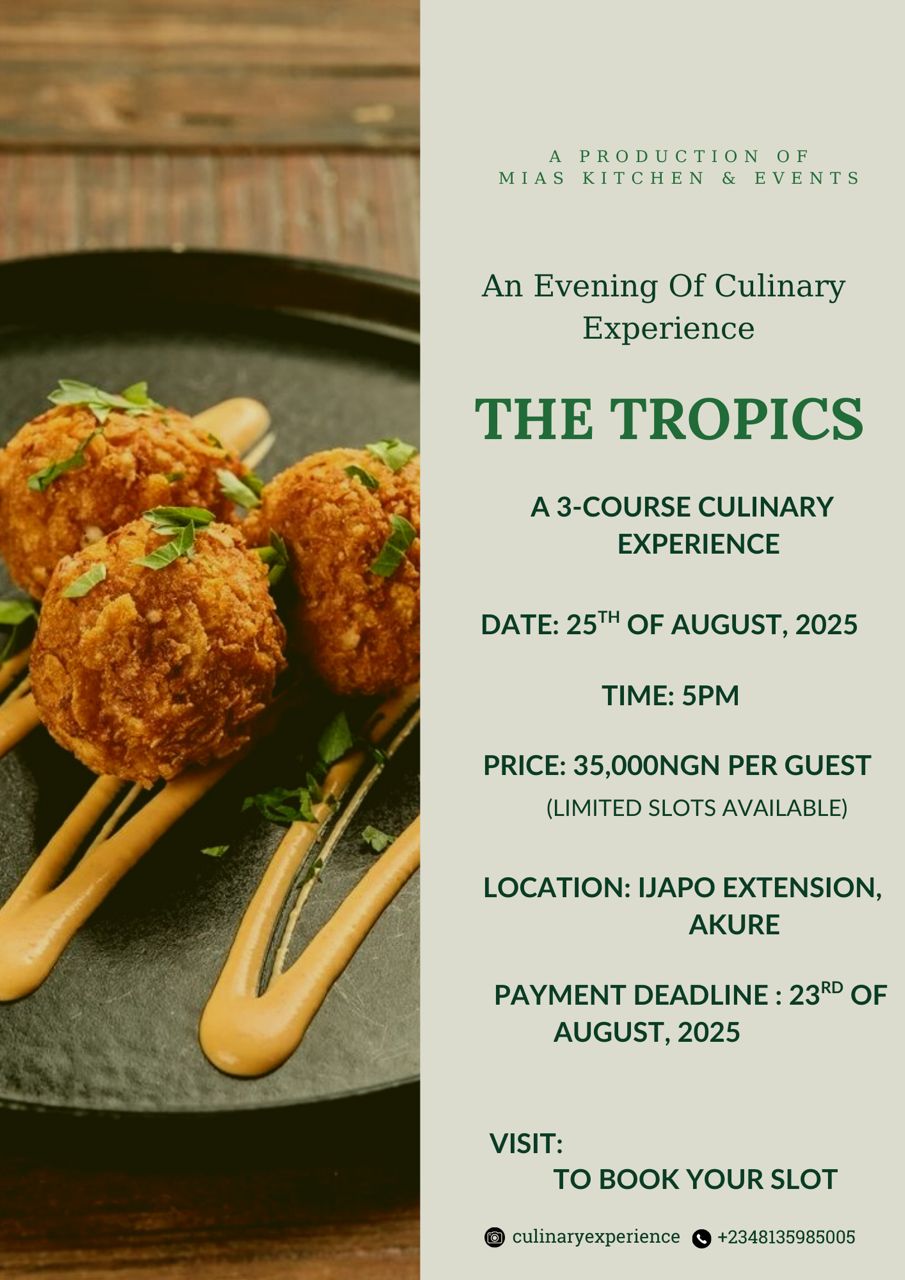 A PRODUCTION OF
MIAS KITCHEN & EVENTS
An Evening Of Culinary
Experience
THE TROPICS
A 3-COURSE CULINARY
EXPERIENCE
DATE: 25TH OF AUGUST, 2025
TIME: 5PM
PRICE: 35,000NGN PER GUEST
(LIMITED SLOTS AVAILABLE)
LOCATION: IJAPO EXTENSION,
AKURE
PAYMENT DEADLINE : 23RD OF
AUGUST, 2025
VISIT:
TO BOOK YOUR SLOT
culinaryexperience +2348135985005